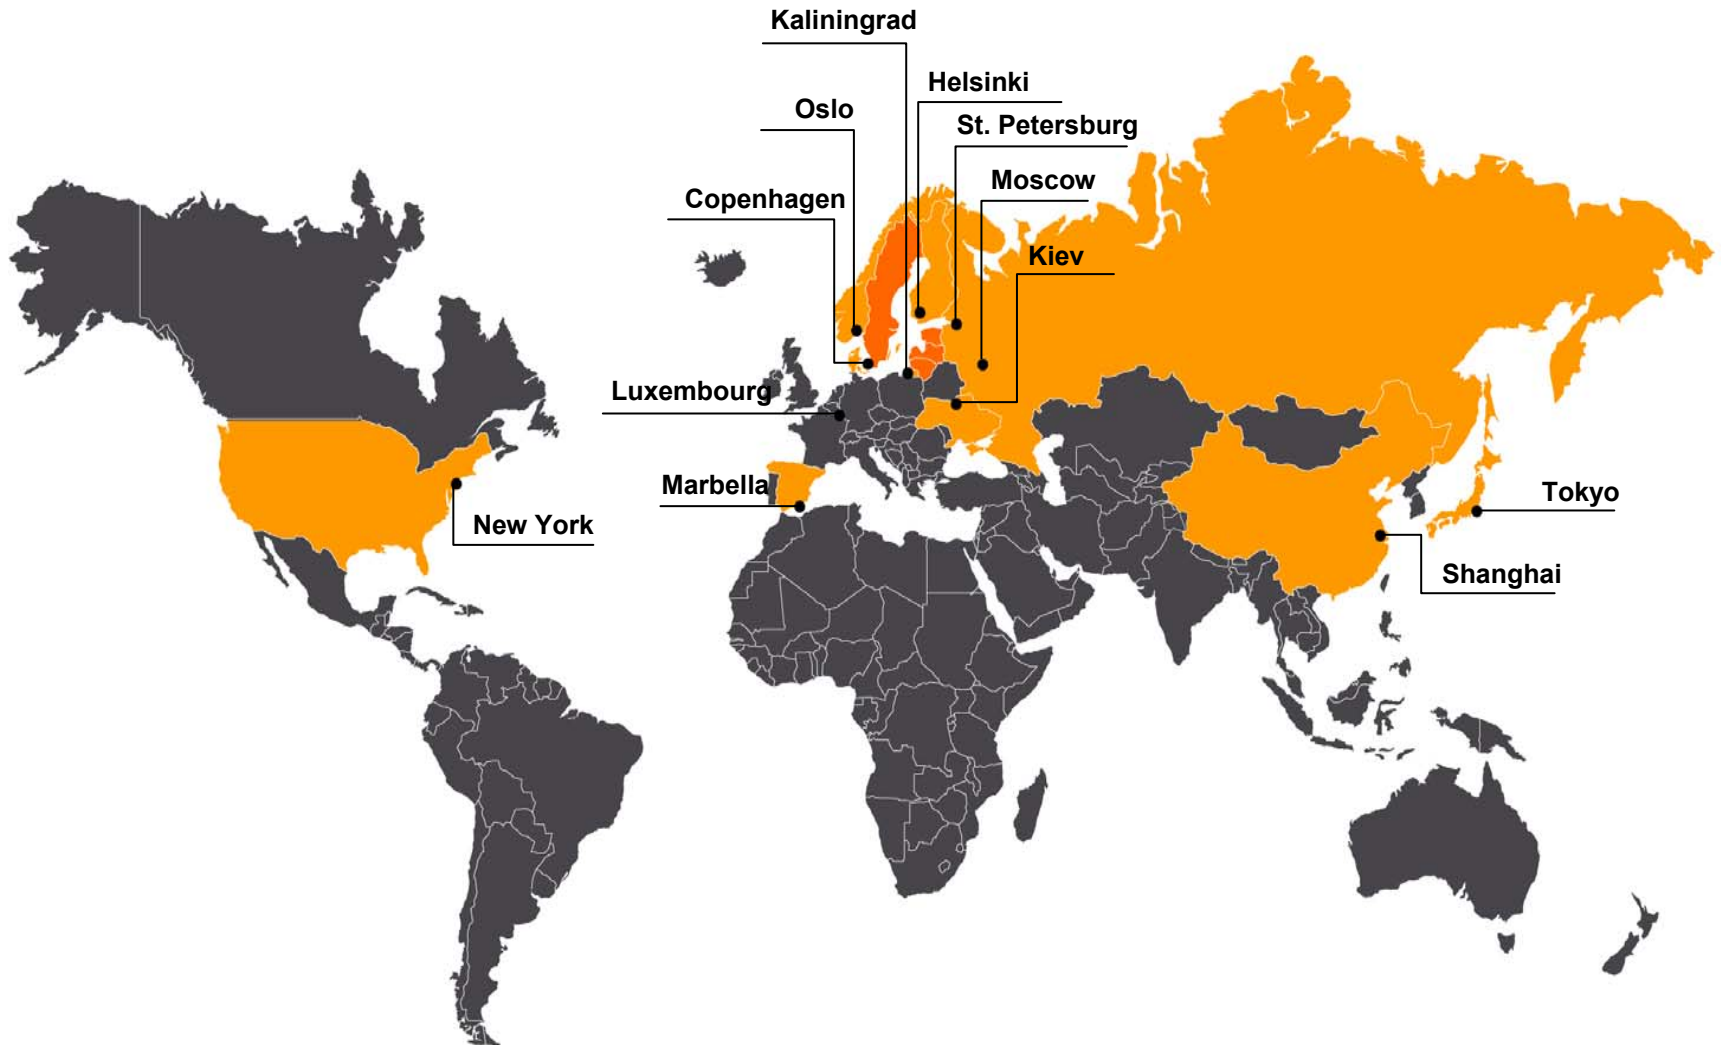 Kaliningrad
Helsinki
Oslo
St. Petersburg
Moscow
Copenhagen
Kiev
Luxembourg
Marbella
Tokyo
New York
Shanghai